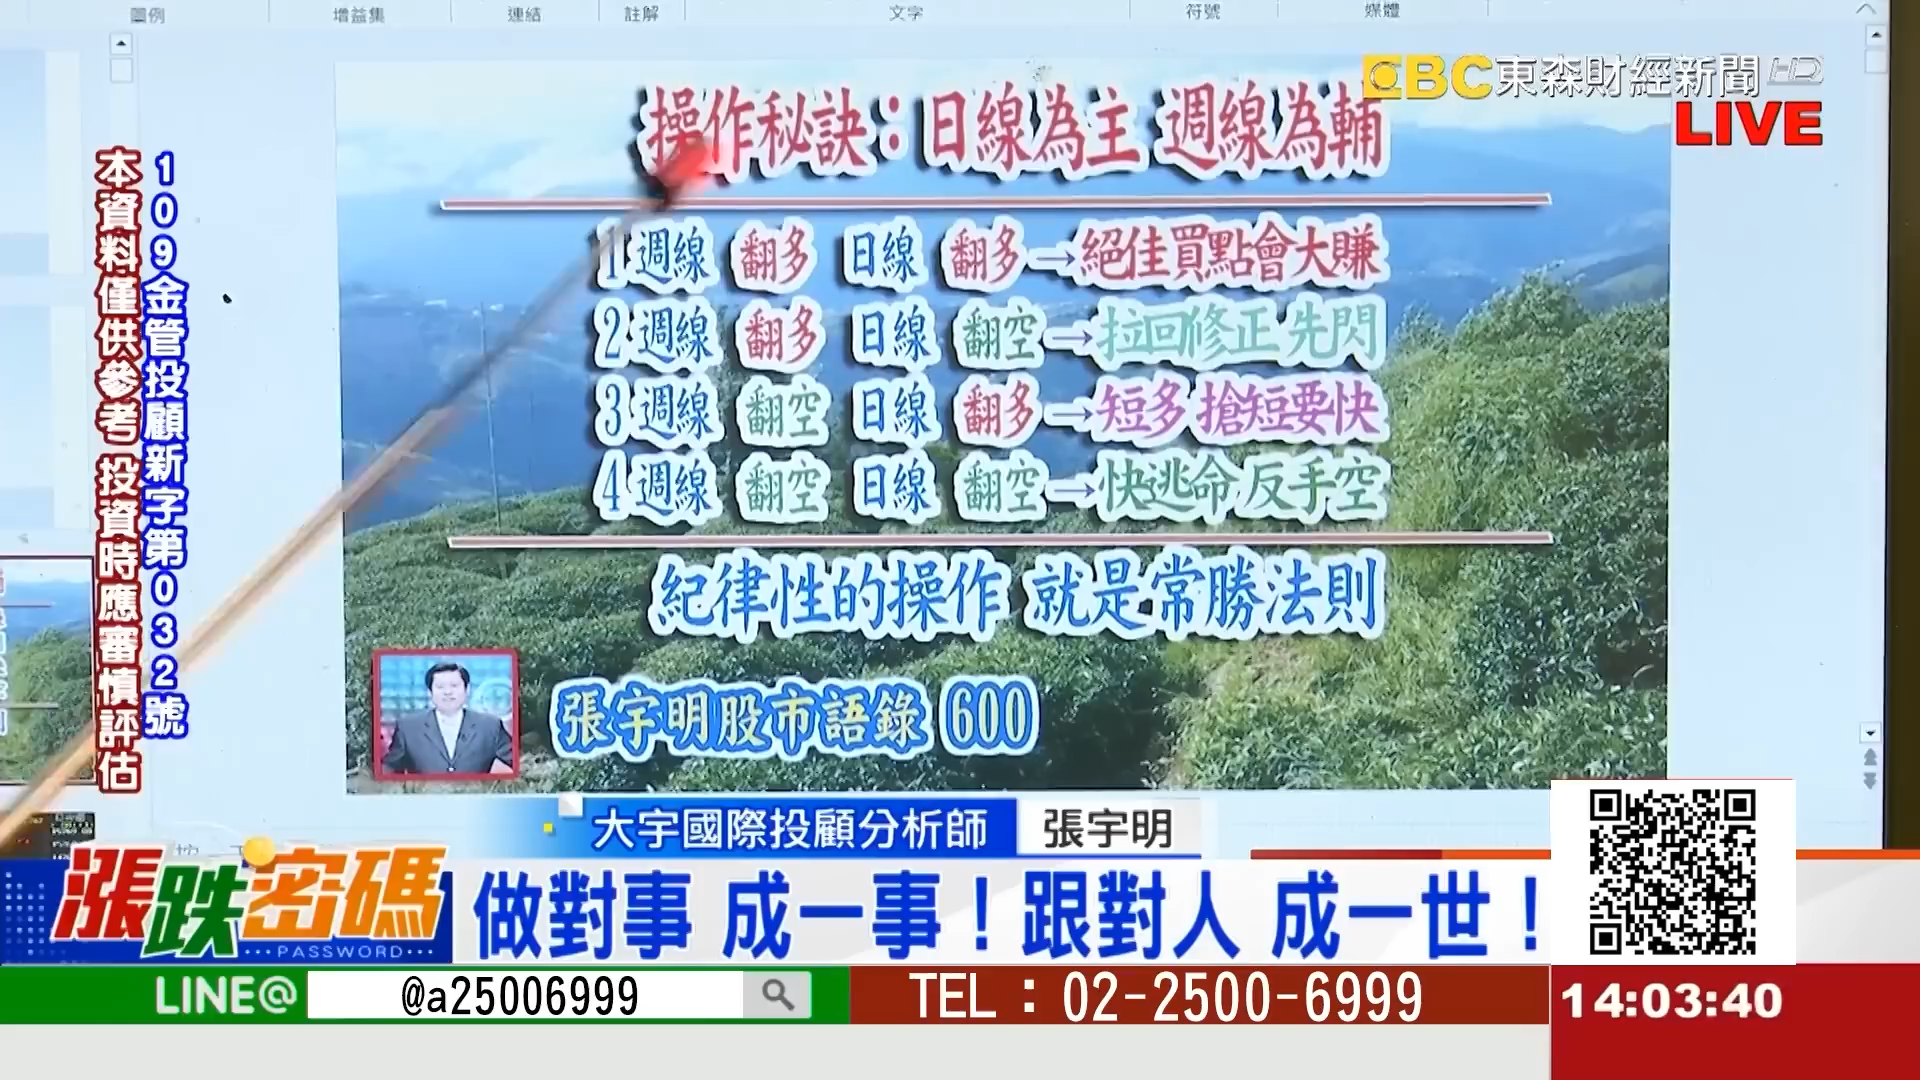 圖例 增益集 連結 註解 文字 符號 媒體
EBC東森財經新聞 HD
LIVE
109金管投顧新字第032號
本資料僅供參考 投資時應審慎評估
操作秘訣：日線為主 週線為輔
1 週線 翻多 日線 翻多→絕佳買點會大賺
2 週線 翻多 日線 翻空→拉回修正 先閃
3 週線 翻空 日線 翻多→短多 搶短要快
4 週線 翻空 日線 翻空→快逃命 反手空
紀律性的操作 就是常勝法則
張宇明股市語錄 600
大宇國際投顧分析師 張宇明
漲跌密碼
PASSWORD
做對事 成一事！跟對人 成一世！
LINE@ @a25006999
TEL：02-2500-6999
14:03:40